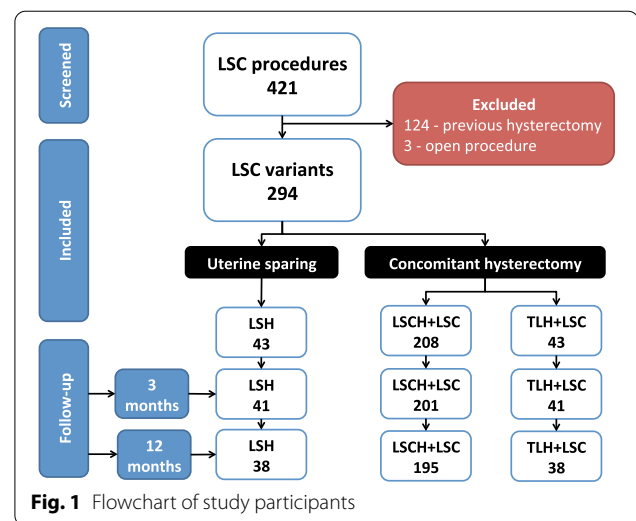 Screened
LSC procedures
421
Excluded
124 - previous hysterectomy
3 - open procedure
Included
LSC variants
294
Uterine sparing
Concomitant hysterectomy
LSH
43
LSCH+LSC
208
TLH+LSC
43
Follow-up
3
months
LSH
41
LSCH+LSC
201
TLH+LSC
41
12
months
LSH
38
LSCH+LSC
195
TLH+LSC
38
Fig. 1 Flowchart of study participants